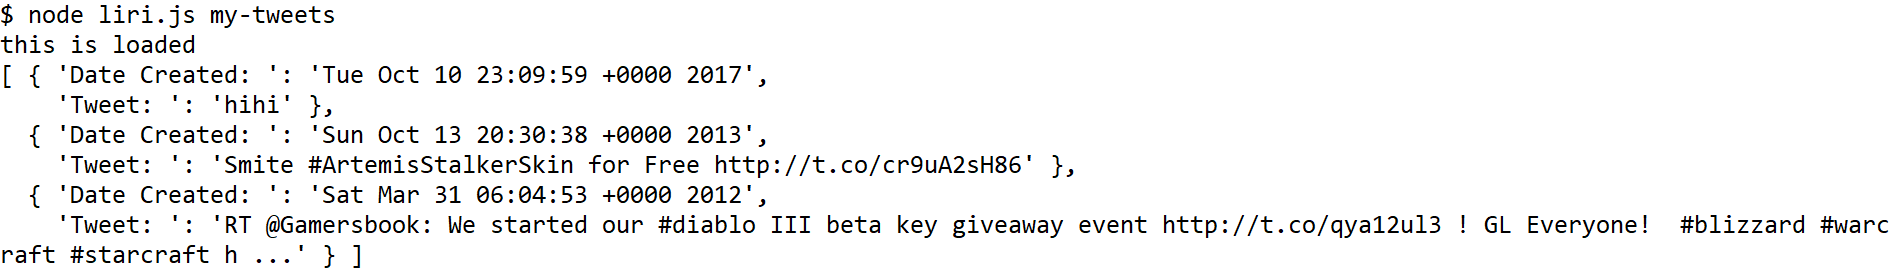 $ node liri.js my-tweets
this is loaded
[ { 'Date Created: ': 'Tue Oct 10 23:09:59 +0000 2017',
    'Tweet: ': 'hihi' },
  { 'Date Created: ': 'Sun Oct 13 20:30:38 +0000 2013',
    'Tweet: ': 'Smite #ArtemisStalkerSkin for Free http://t.co/cr9uA2sH86' },
  { 'Date Created: ': 'Sat Mar 31 06:04:53 +0000 2012',
    'Tweet: ': 'RT @Gamersbook: We started our #diablo III beta key giveaway event http://t.co/qya12ul3 ! GL Everyone!  #blizzard #warc
raft #starcraft h ...' } ]